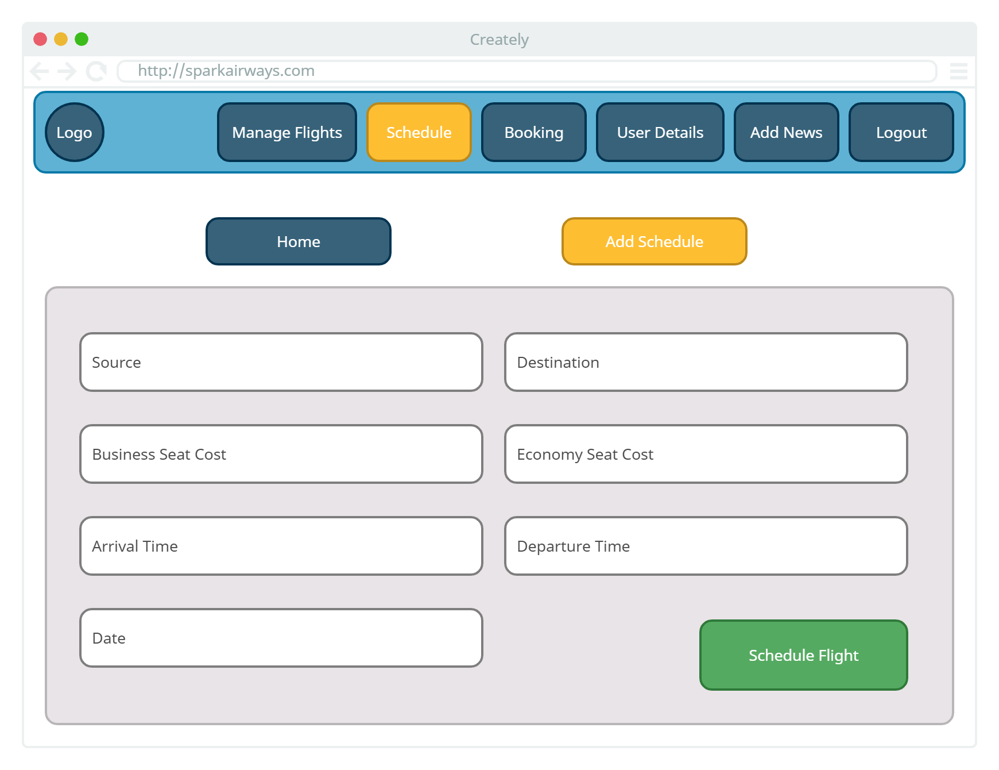 Creately
http://sparkairways.com
Logo
Manage Flights
Schedule
Booking
User Details
Add News
Logout
Home
Add Schedule
Source
Destination
Business Seat Cost
Economy Seat Cost
Arrival Time
Departure Time
Date
Schedule Flight